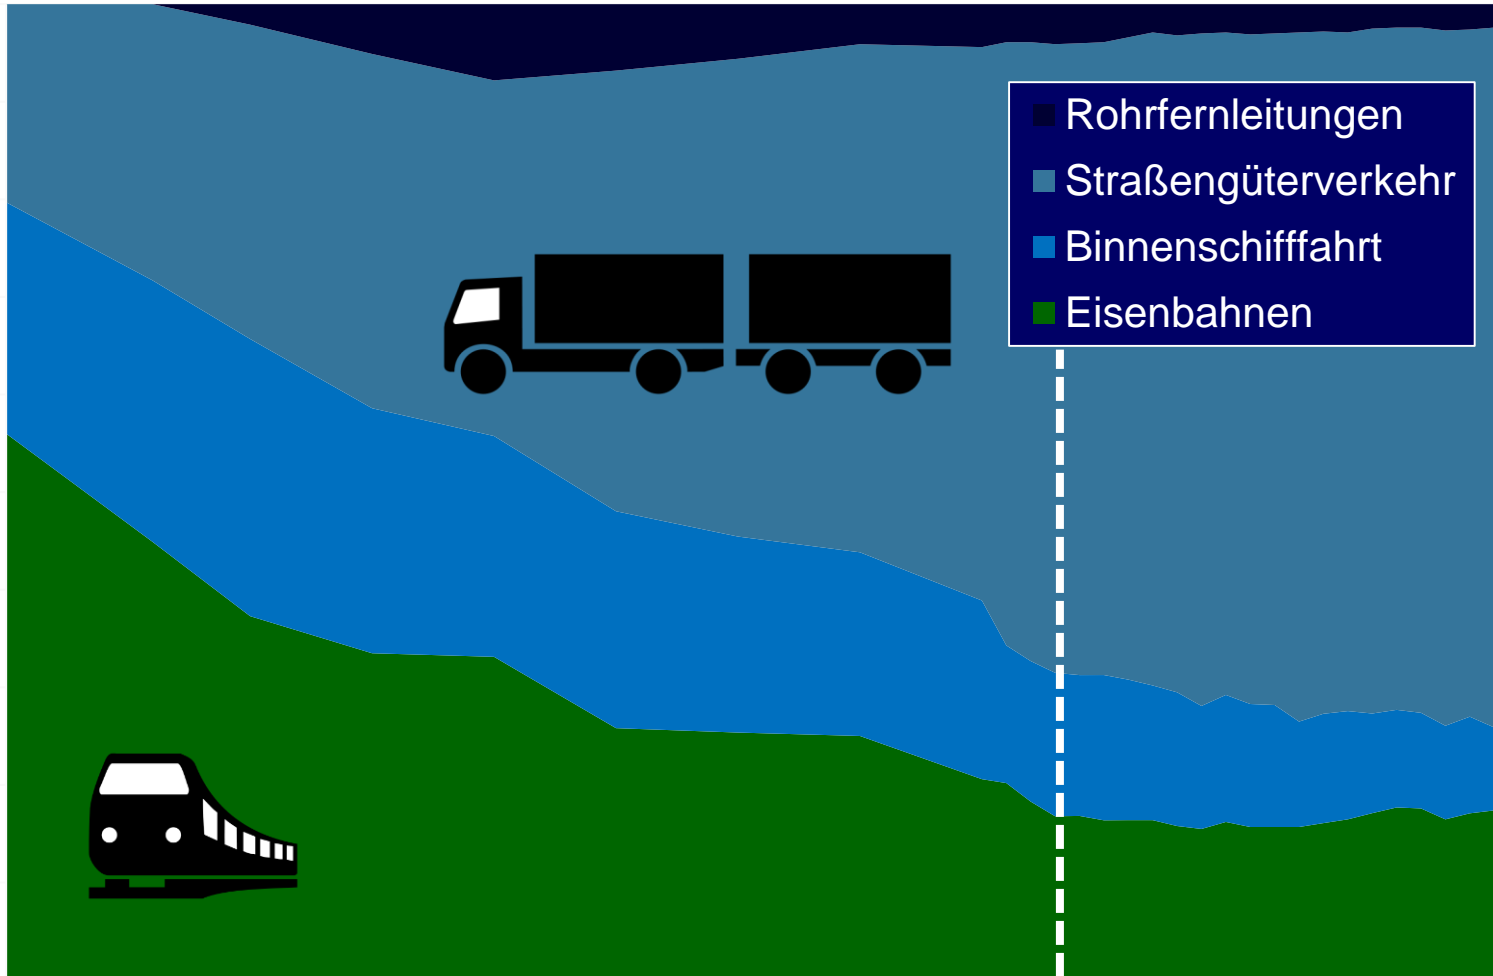 Rohrfernleitungen
Straßengüterverkehr
Binnenschifffahrt
Eisenbahnen